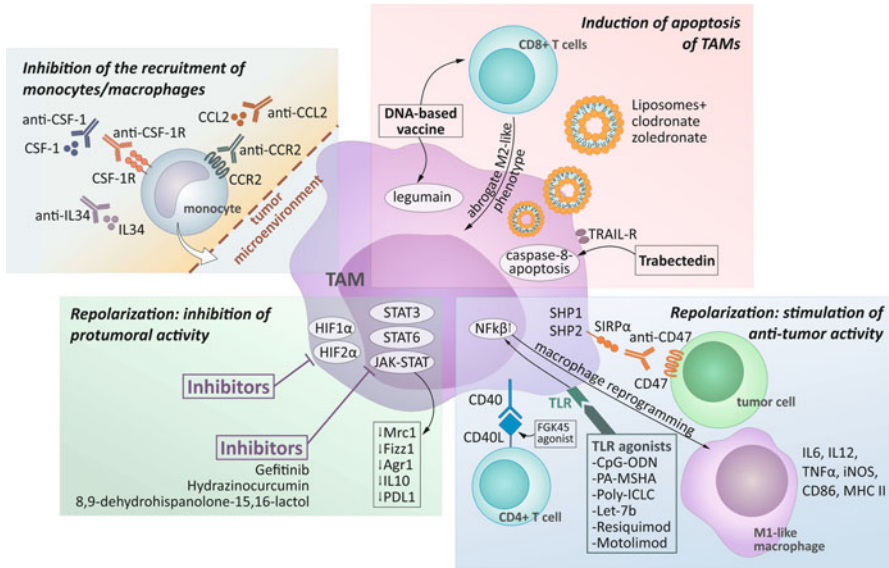 Inhibition of the recruitment of
monocytes/macrophages
anti-CSF-1
CSF-1
anti-CSF-1R
CSF-1R
CCL2
anti-CCL2
anti-CCR2
CCR2
monocyte
anti-IL34
IL34
tumor
microenvironment
Induction of apoptosis
of TAMs
CD8+ T cells
DNA-based
vaccine
legumain
abrogate M2-like
phenotype
Liposomes+
clodronate
zoledronate
TRAIL-R
caspase-8-
apoptosis
Trabectedin
TAM
Repolarization: inhibition of
protumoral activity
HIF1α
HIF2α
STAT3
STAT6
JAK-STAT
Inhibitors
Inhibitors
Gefitinib
Hydrazinocurcumin
8,9-dehydrohispanolone-15,16-lactol
↓Mrc1
↓Fizz1
↓Agr1
↓IL10
↓PDL1
Repolarization: stimulation of
anti-tumor activity
NFkβ!
SHP1
SHP2
SIRPα
anti-CD47
CD47
tumor cell
macrophage reprogramming
CD40
CD40L
FGK45
agonist
CD4+ T cell
TLR
TLR agonists
-CpG-ODN
-PA-MSHA
-Poly-ICLC
-Let-7b
-Resiquimod
-Motolimod
IL6, IL12,
TNFα, iNOS,
CD86, MHC II
M1-like
macrophage